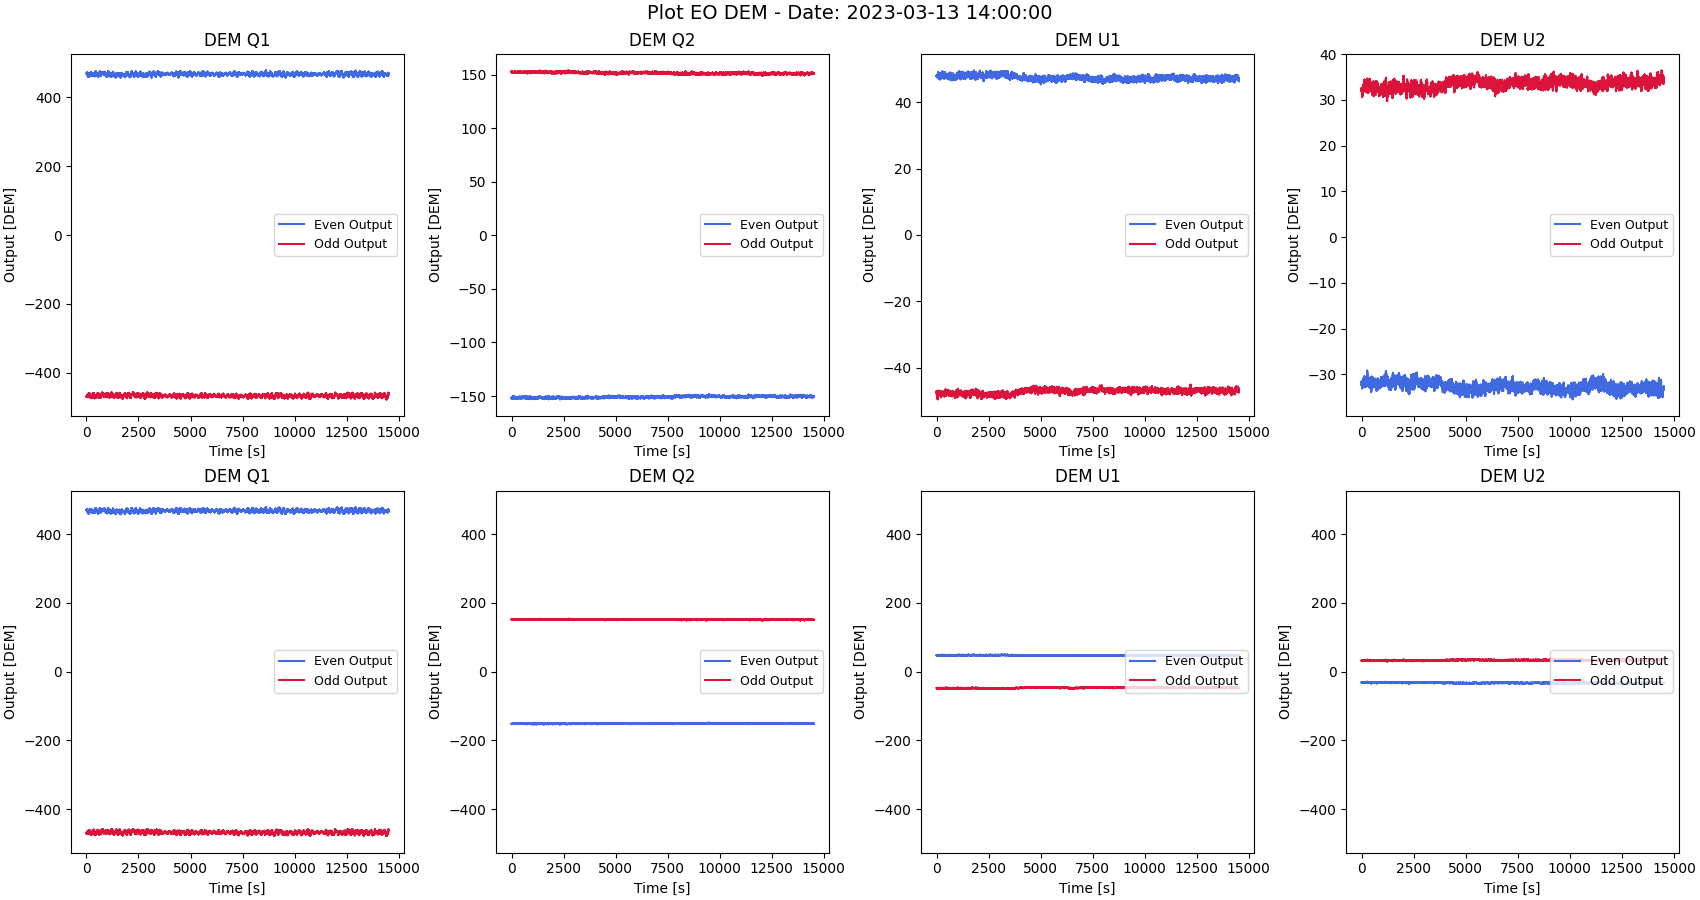 Plot EO DEM - Date: 2023-03-13 14:00:00
DEM Q1
400
200
0
−200
−400
Output [DEM]
Even Output
Odd Output
0 2500 5000 7500 10000 12500 15000
Time [s]
DEM Q2
150
100
50
0
−50
−100
−150
Output [DEM]
Even Output
Odd Output
0 2500 5000 7500 10000 12500 15000
Time [s]
DEM U1
40
20
0
−20
−40
Output [DEM]
Even Output
Odd Output
0 2500 5000 7500 10000 12500 15000
Time [s]
DEM U2
40
30
20
10
0
−10
−20
−30
Output [DEM]
Even Output
Odd Output
0 2500 5000 7500 10000 12500 15000
Time [s]
DEM Q1
400
200
0
−200
−400
Output [DEM]
Even Output
Odd Output
0 2500 5000 7500 10000 12500 15000
Time [s]
DEM Q2
400
200
0
−200
−400
Output [DEM]
Even Output
Odd Output
0 2500 5000 7500 10000 12500 15000
Time [s]
DEM U1
400
200
0
−200
−400
Output [DEM]
Even Output
Odd Output
0 2500 5000 7500 10000 12500 15000
Time [s]
DEM U2
400
200
0
−200
−400
Output [DEM]
Even Output
Odd Output
0 2500 5000 7500 10000 12500 15000
Time [s]